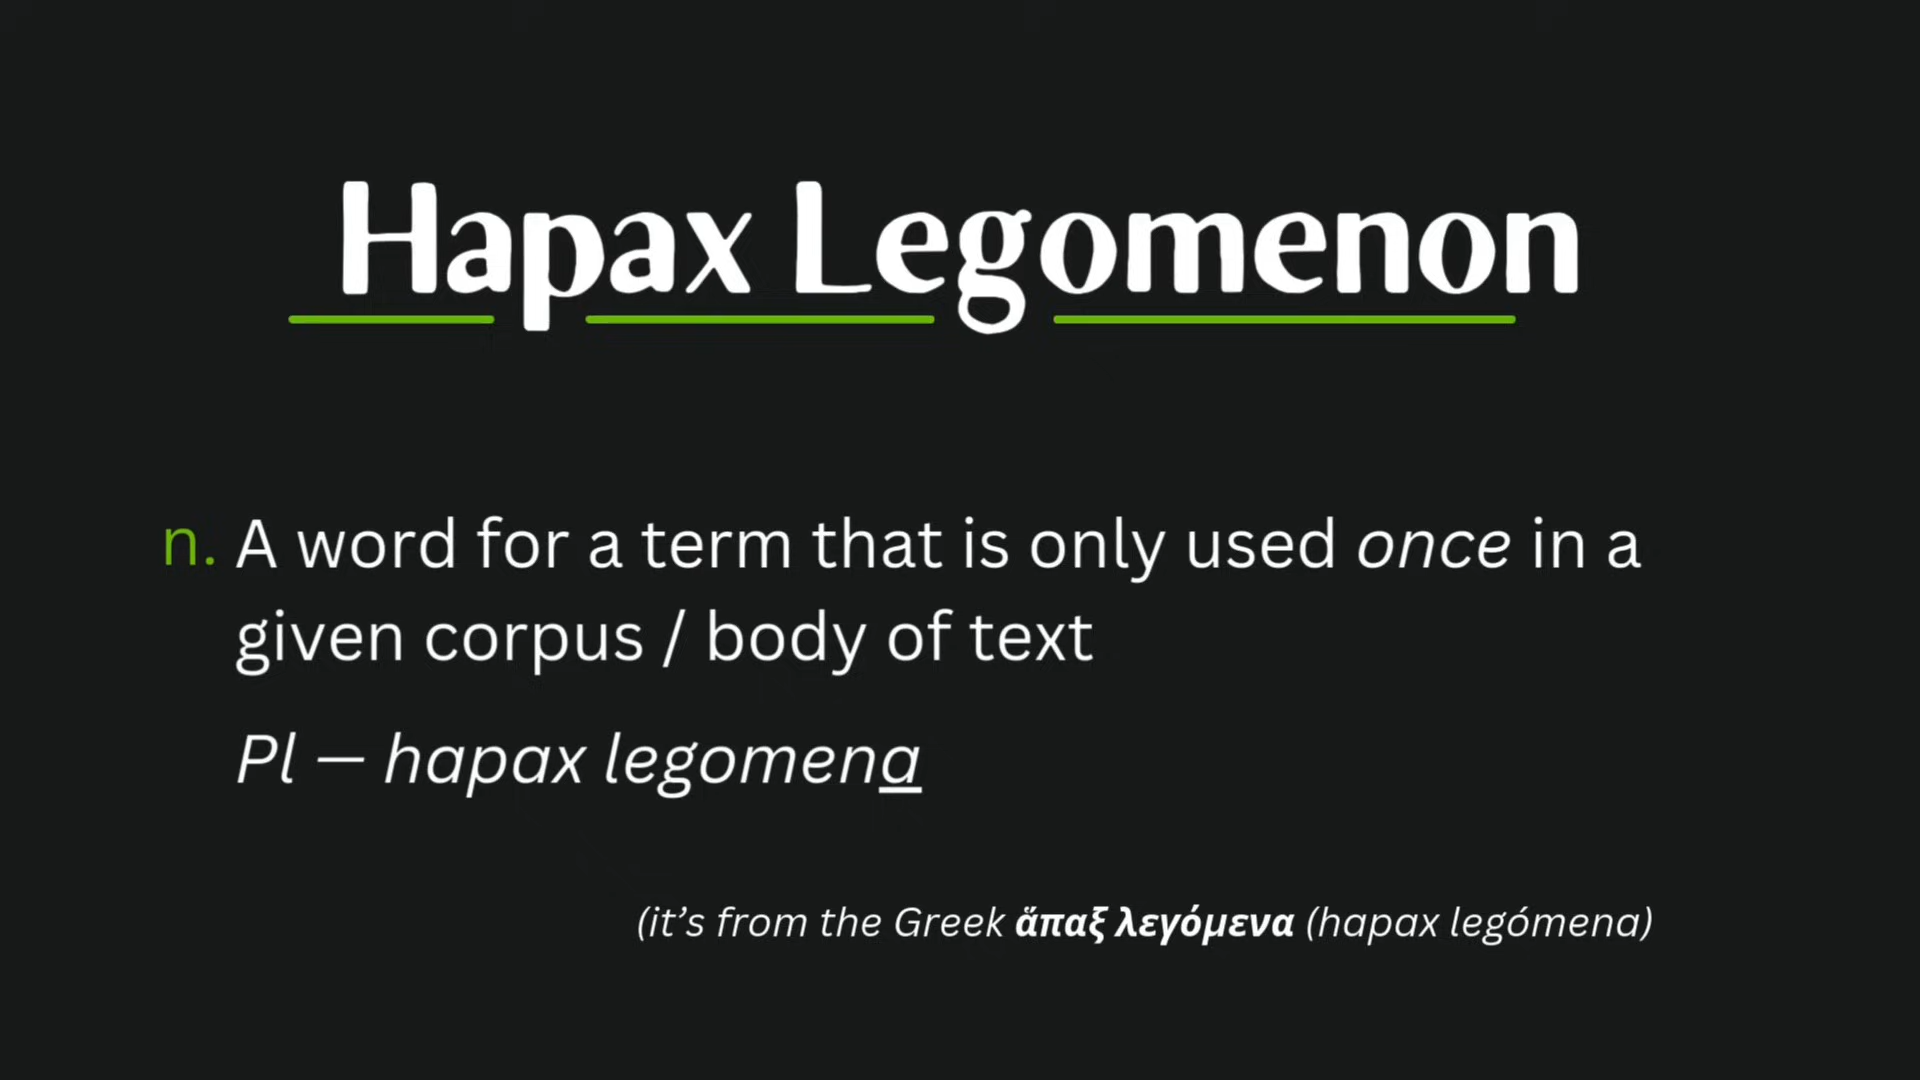 Hapax Legomenon
n. A word for a term that is only used once in a
given corpus / body of text
Pl — hapax legomena
(it’s from the Greek ἅπαξ λεγόμενα (hapax legómena)